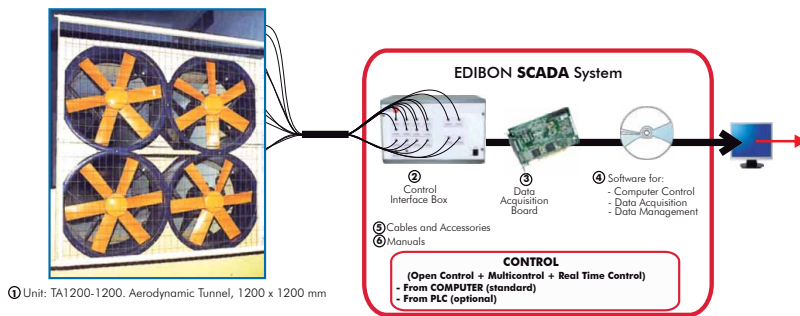 EDIBON SCADA System
② Control
Interface Box
③ Data
Acquisition
Board
④ Software for:
- Computer Control
- Data Acquisition
- Data Management
⑤ Cables and Accessories
⑥ Manuals
CONTROL
(Open Control + Multicontrol + Real Time Control)
- From COMPUTER (standard)
- From PLC (optional)
① Unit: TA1200-1200. Aerodynamic Tunnel, 1200 x 1200 mm